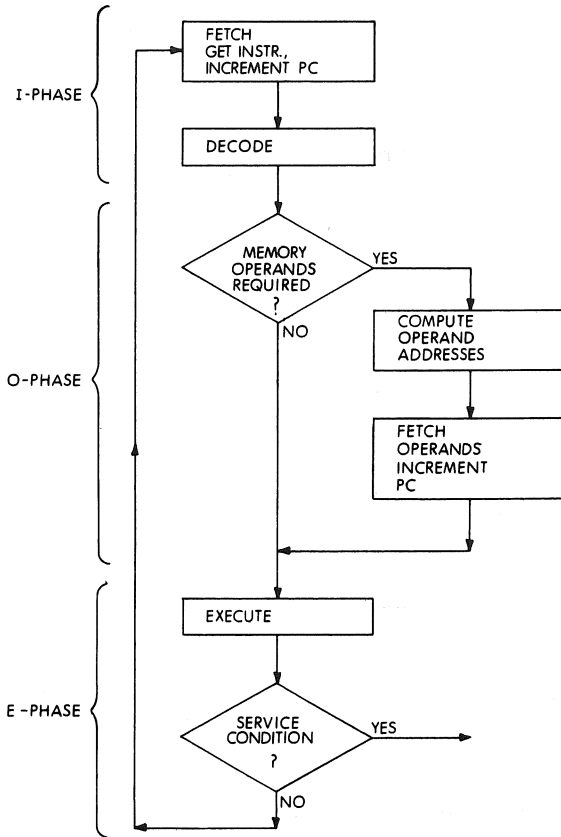 FETCH
GET INSTR.,
INCREMENT PC
I-PHASE
DECODE
MEMORY
OPERANDS
REQUIRED
?
YES
NO
COMPUTE
OPERAND
ADDRESSES
O-PHASE
FETCH
OPERANDS
INCREMENT
PC
EXECUTE
E-PHASE
SERVICE
CONDITION
?
YES
NO